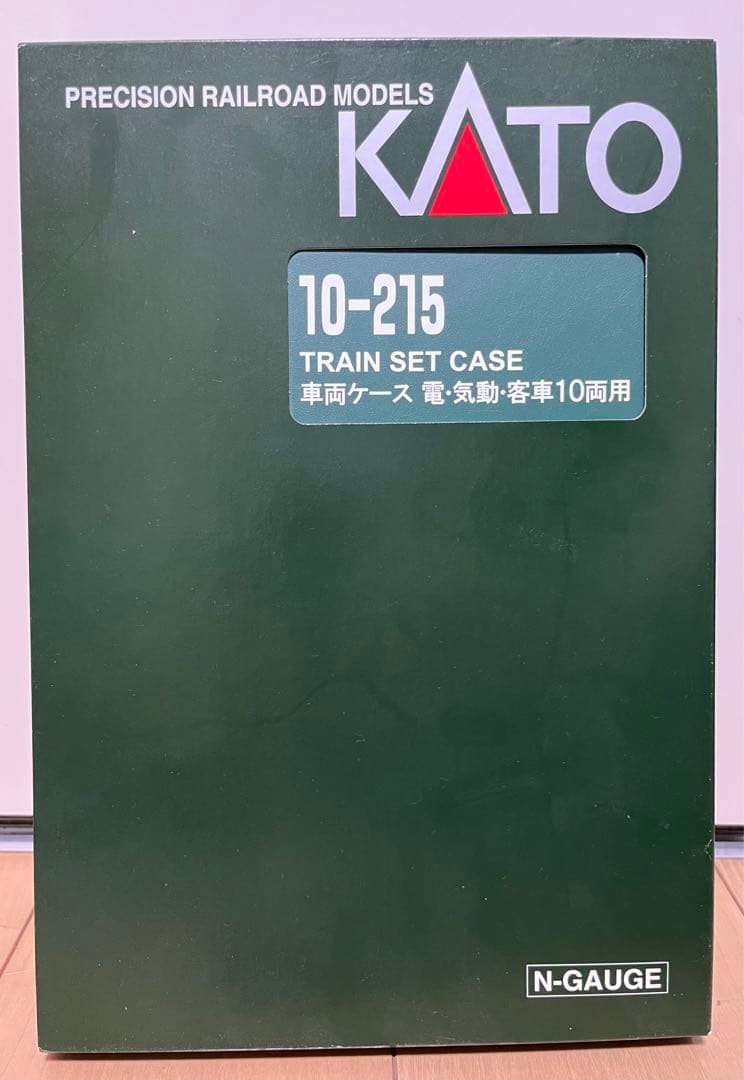 PRECISION RAILROAD MODELS
KATO
10-215
TRAIN SET CASE
車両ケース 電・気動・客車10両用
N-GAUGE